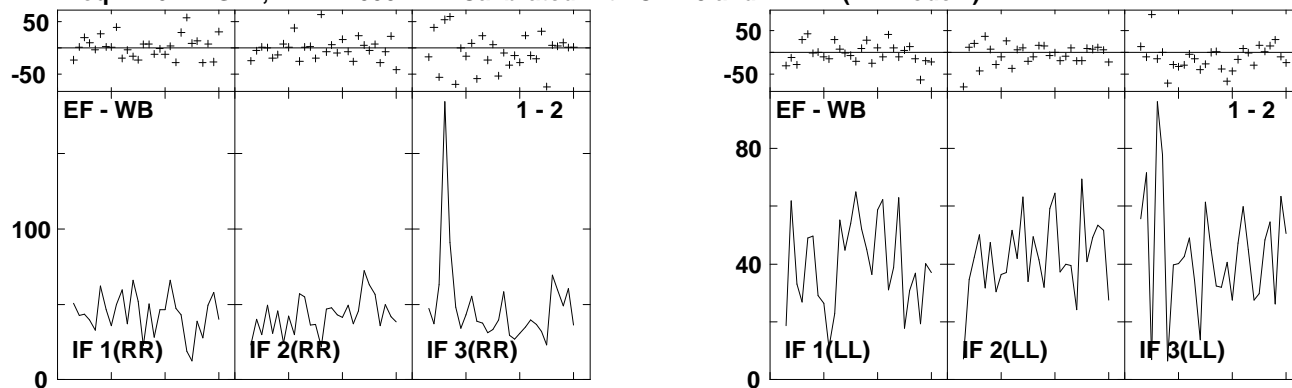 50
-50
EF - WB
1 - 2
100
0
IF 1(RR)
IF 2(RR)
IF 3(RR)
50
-50
EF - WB
1 - 2
80
40
0
IF 1(LL)
IF 2(LL)
IF 3(LL)